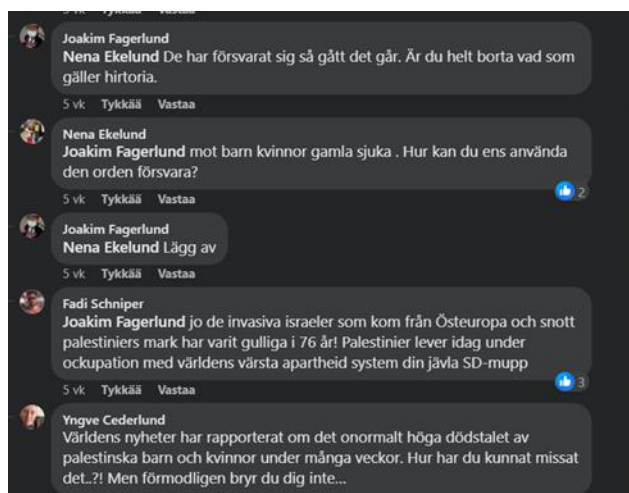 5 vk Tykkää Vastaa
Joakim Fagerlund
Nena Ekelund De har försvarat sig så gått det går. Är du helt borta vad som
gäller hirtoria.
5 vk Tykkää Vastaa
Nena Ekelund
Joakim Fagerlund mot barn kvinnor gamla sjuka . Hur kan du ens använda
den orden försvara?
2
5 vk Tykkää Vastaa
Joakim Fagerlund
Nena Ekelund Lägg av
5 vk Tykkää Vastaa
Fadi Schniper
Joakim Fagerlund jo de invasiva israeler som kom från Östeuropa och snott
palestiniers mark har varit gulliga i 76 år! Palestinier lever idag under
ockupation med världens värsta apartheid system din jävla SD-mupp
3
5 vk Tykkää Vastaa
Yngve Cederlund
Världens nyheter har rapporterat om det onormalt höga dödstalet av
palestinska barn och kvinnor under många veckor. Hur har du kunnat missat
det..?! Men förmodligen bryr du dig inte...